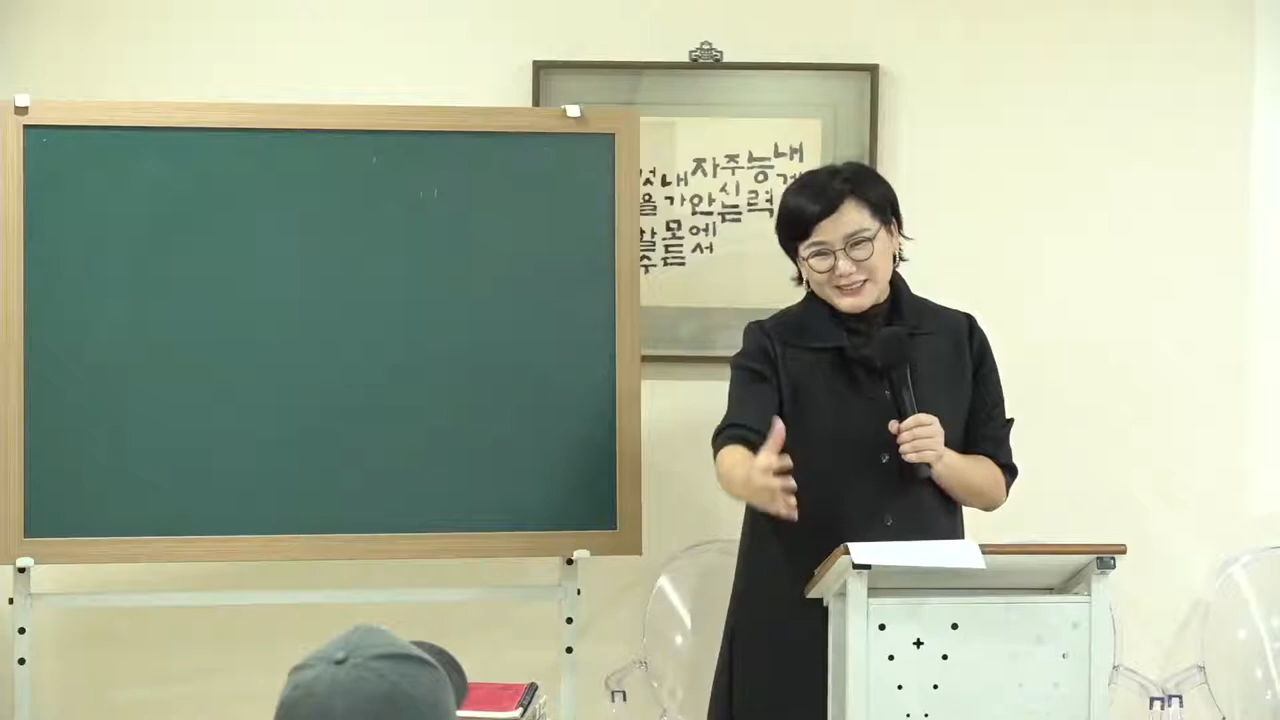 내게
능력
주시는
자 안에서
내가 모든
것을 할 수